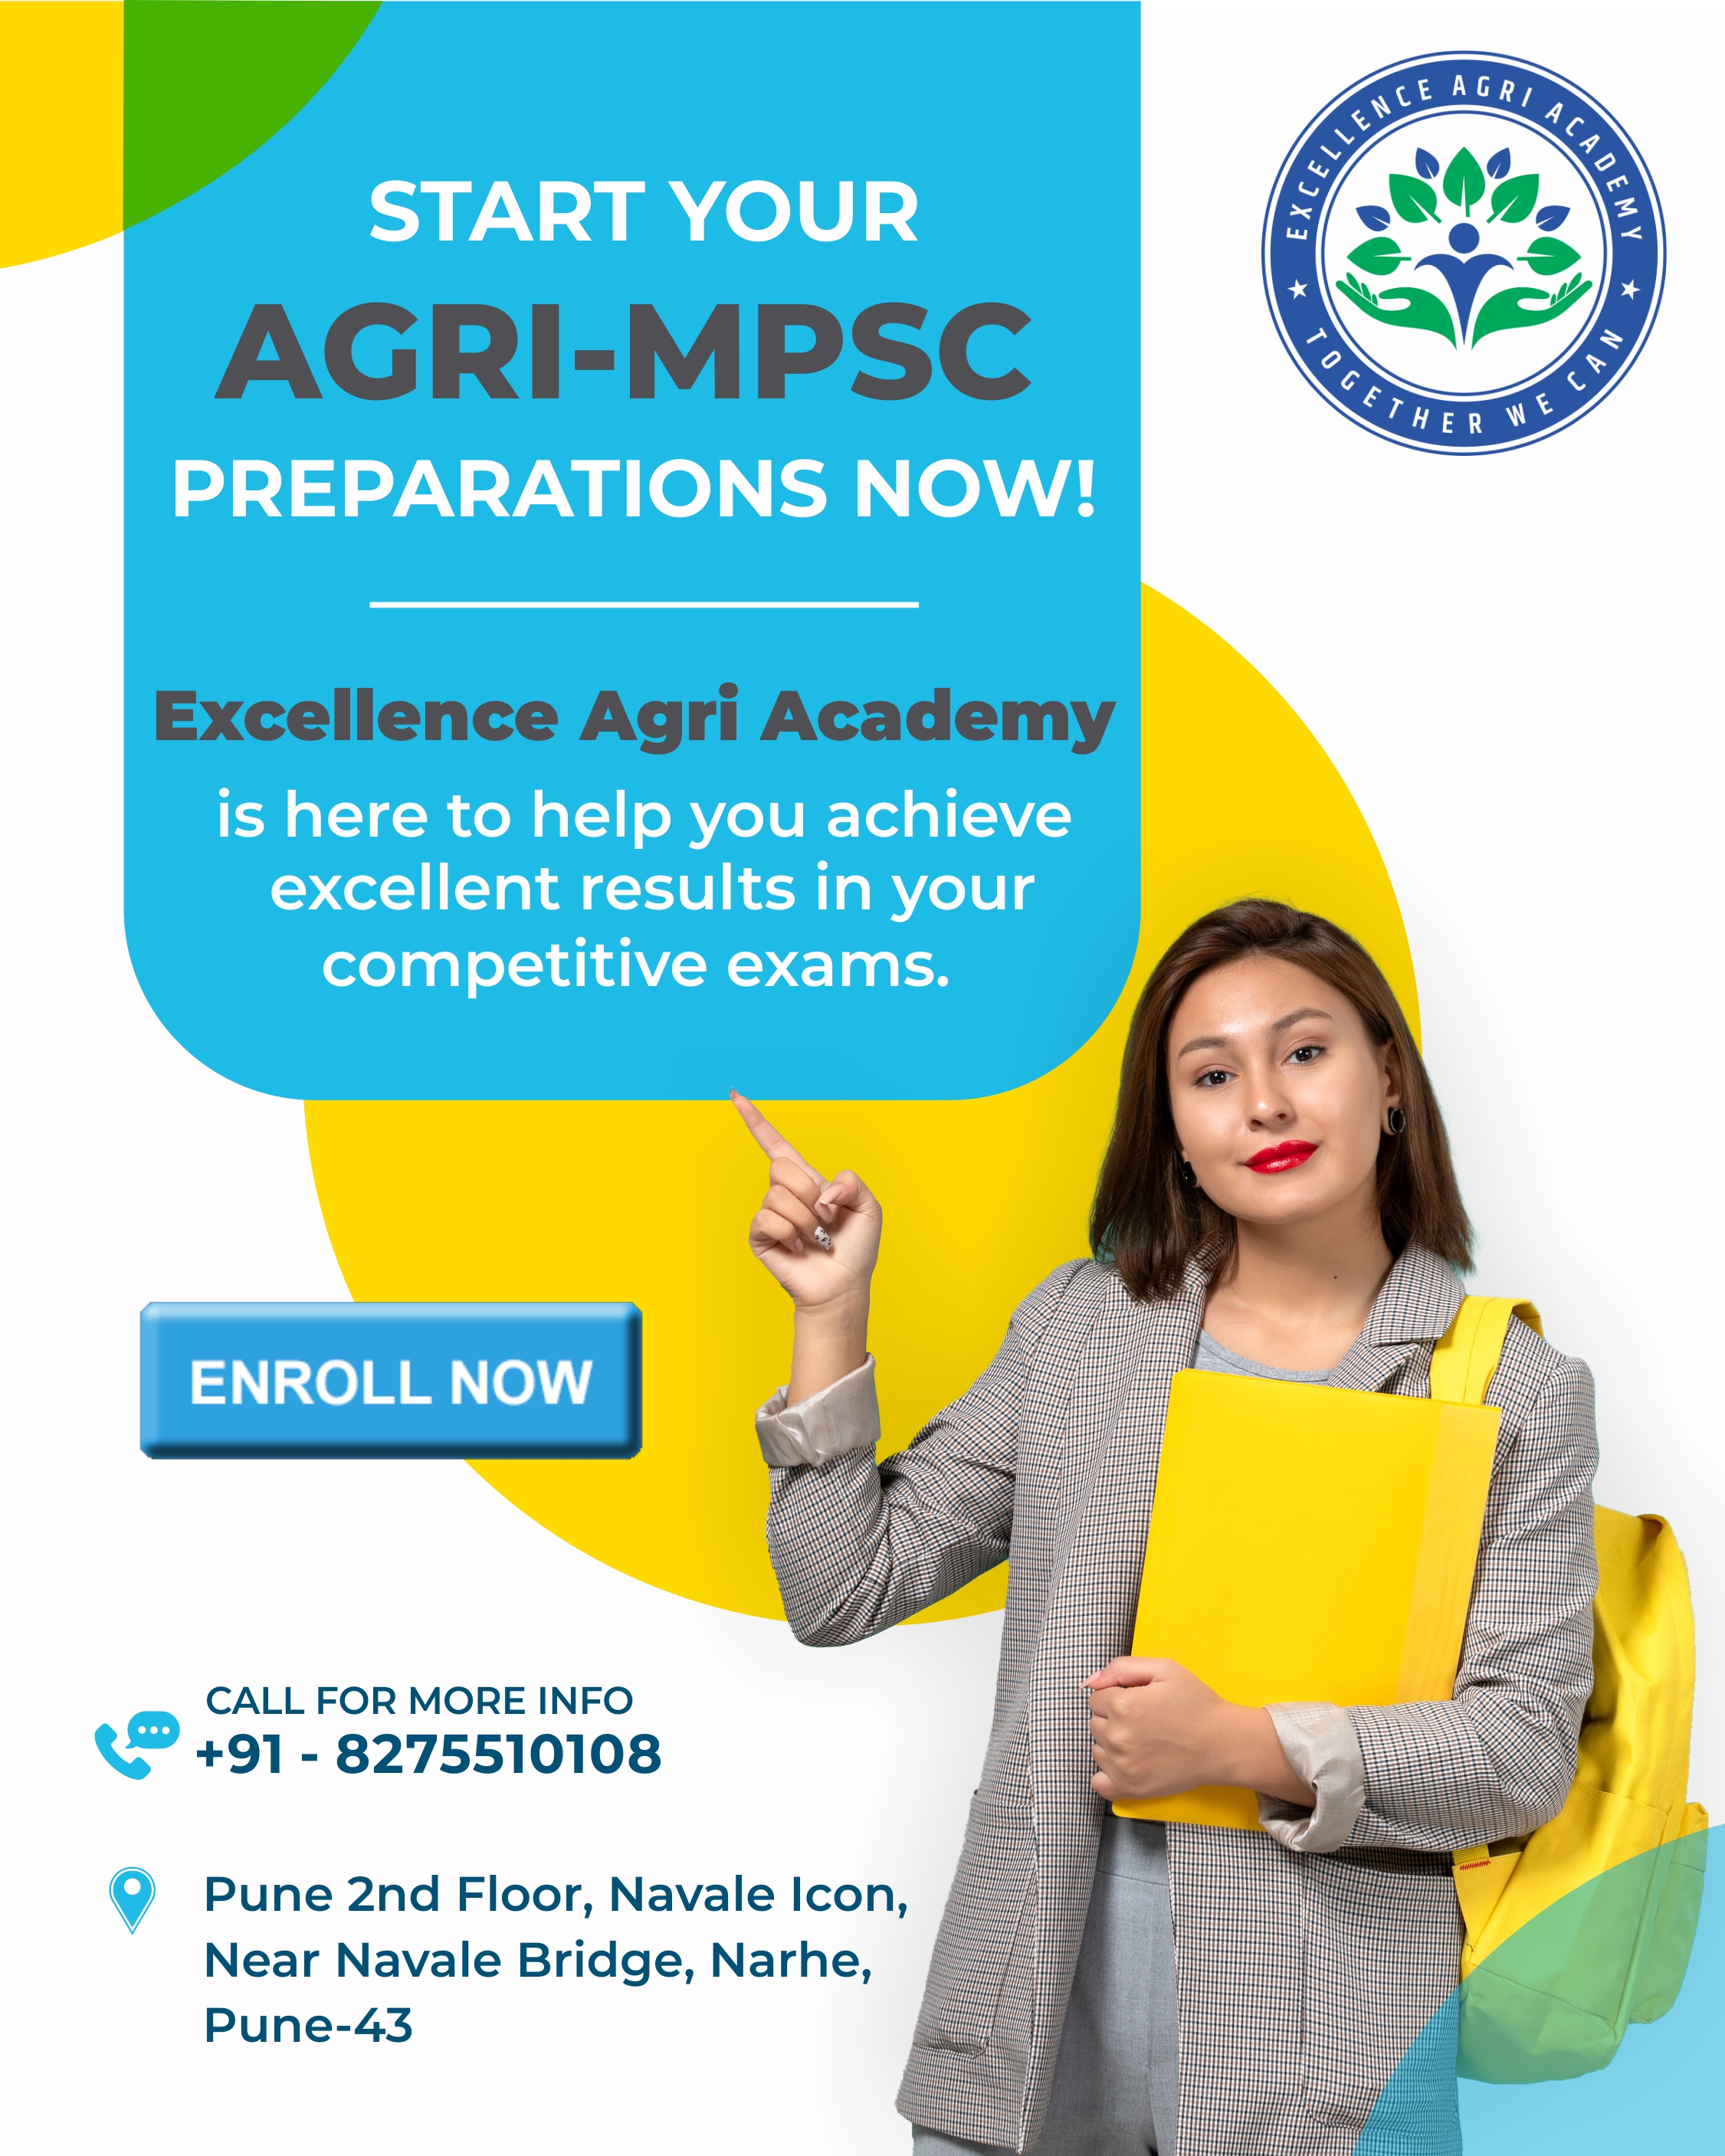 EXCELLENCE AGRI ACADEMY
TOGETHER WE CAN
START YOUR
AGRI-MPSC
PREPARATIONS NOW!
Excellence Agri Academy
is here to help you achieve
excellent results in your
competitive exams.
ENROLL NOW
CALL FOR MORE INFO
+91 - 8275510108
Pune 2nd Floor, Navale Icon,
Near Navale Bridge, Narhe,
Pune-43